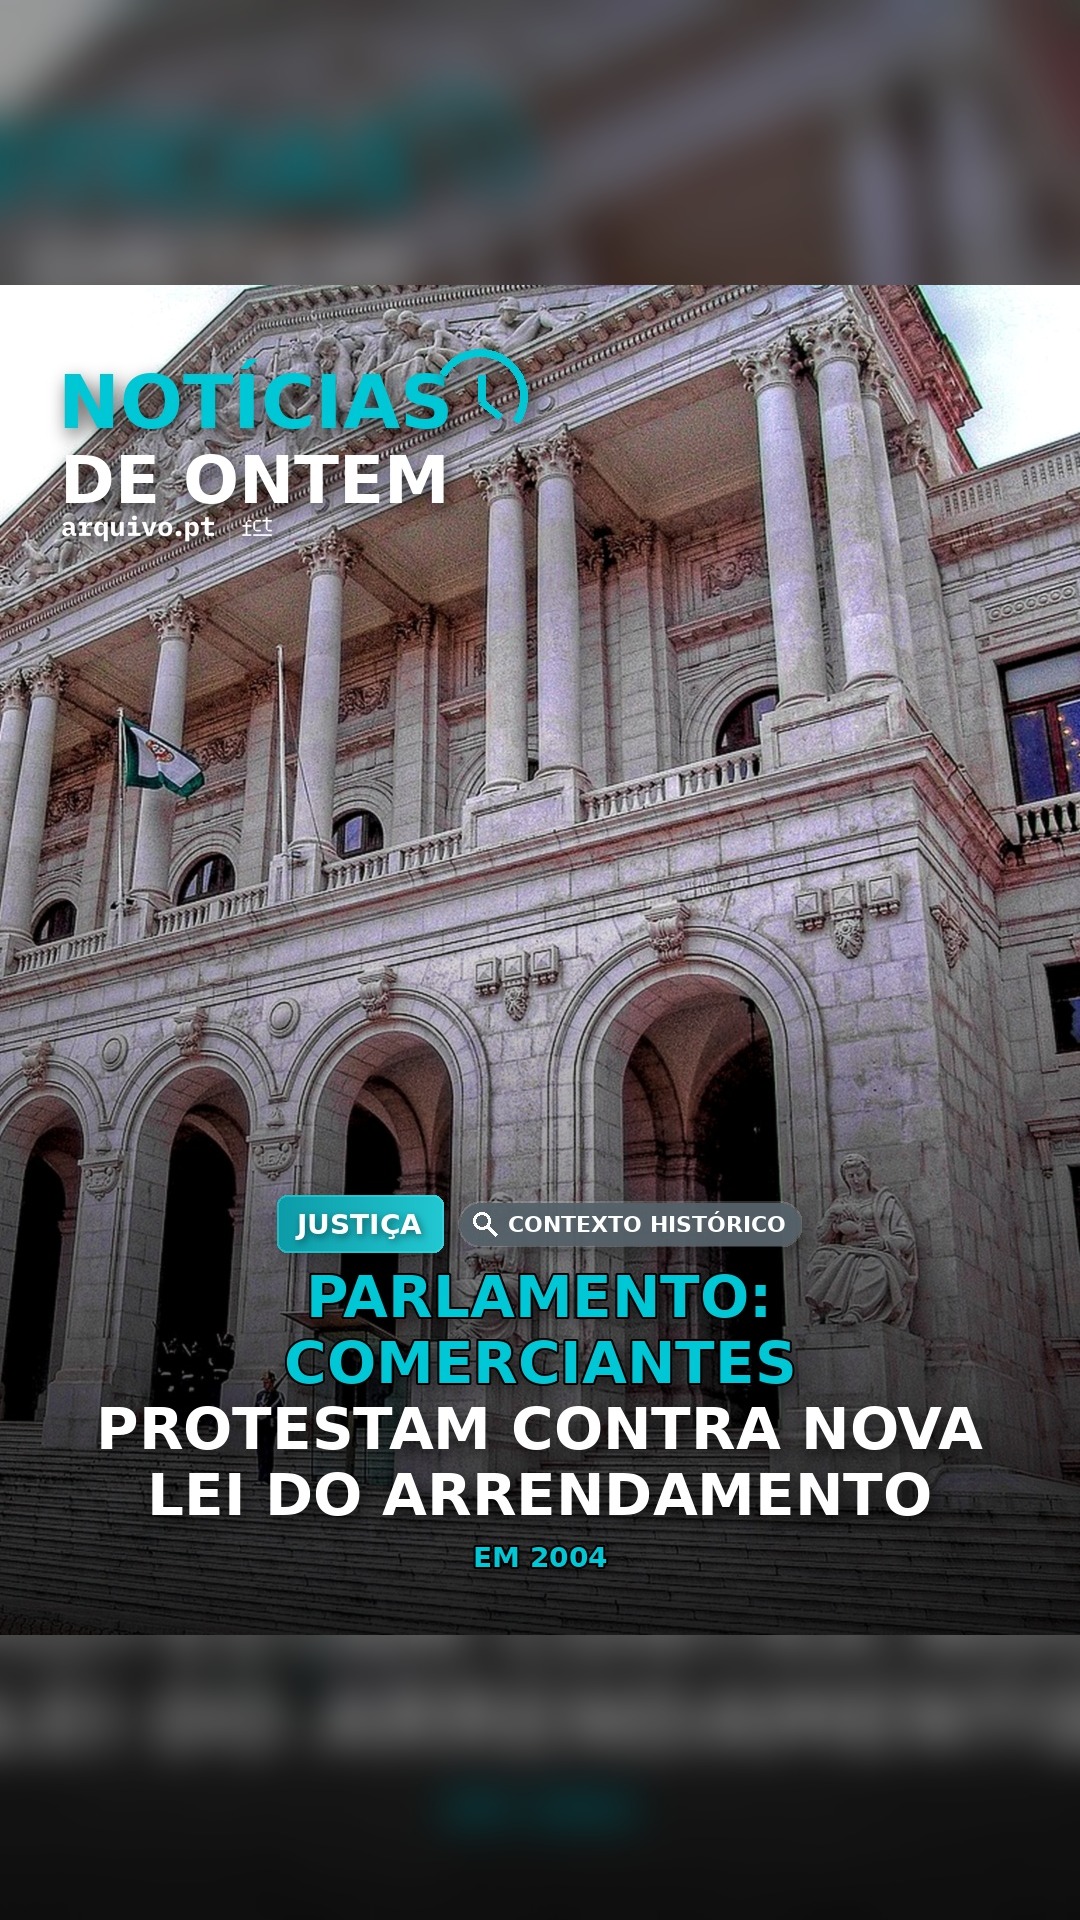 NOTÍCIAS
DE ONTEM
arquivo.pt fct
JUSTIÇA
CONTEXTO HISTÓRICO
PARLAMENTO:
COMERCIANTES
PROTESTAM CONTRA NOVA
LEI DO ARRENDAMENTO
EM 2004